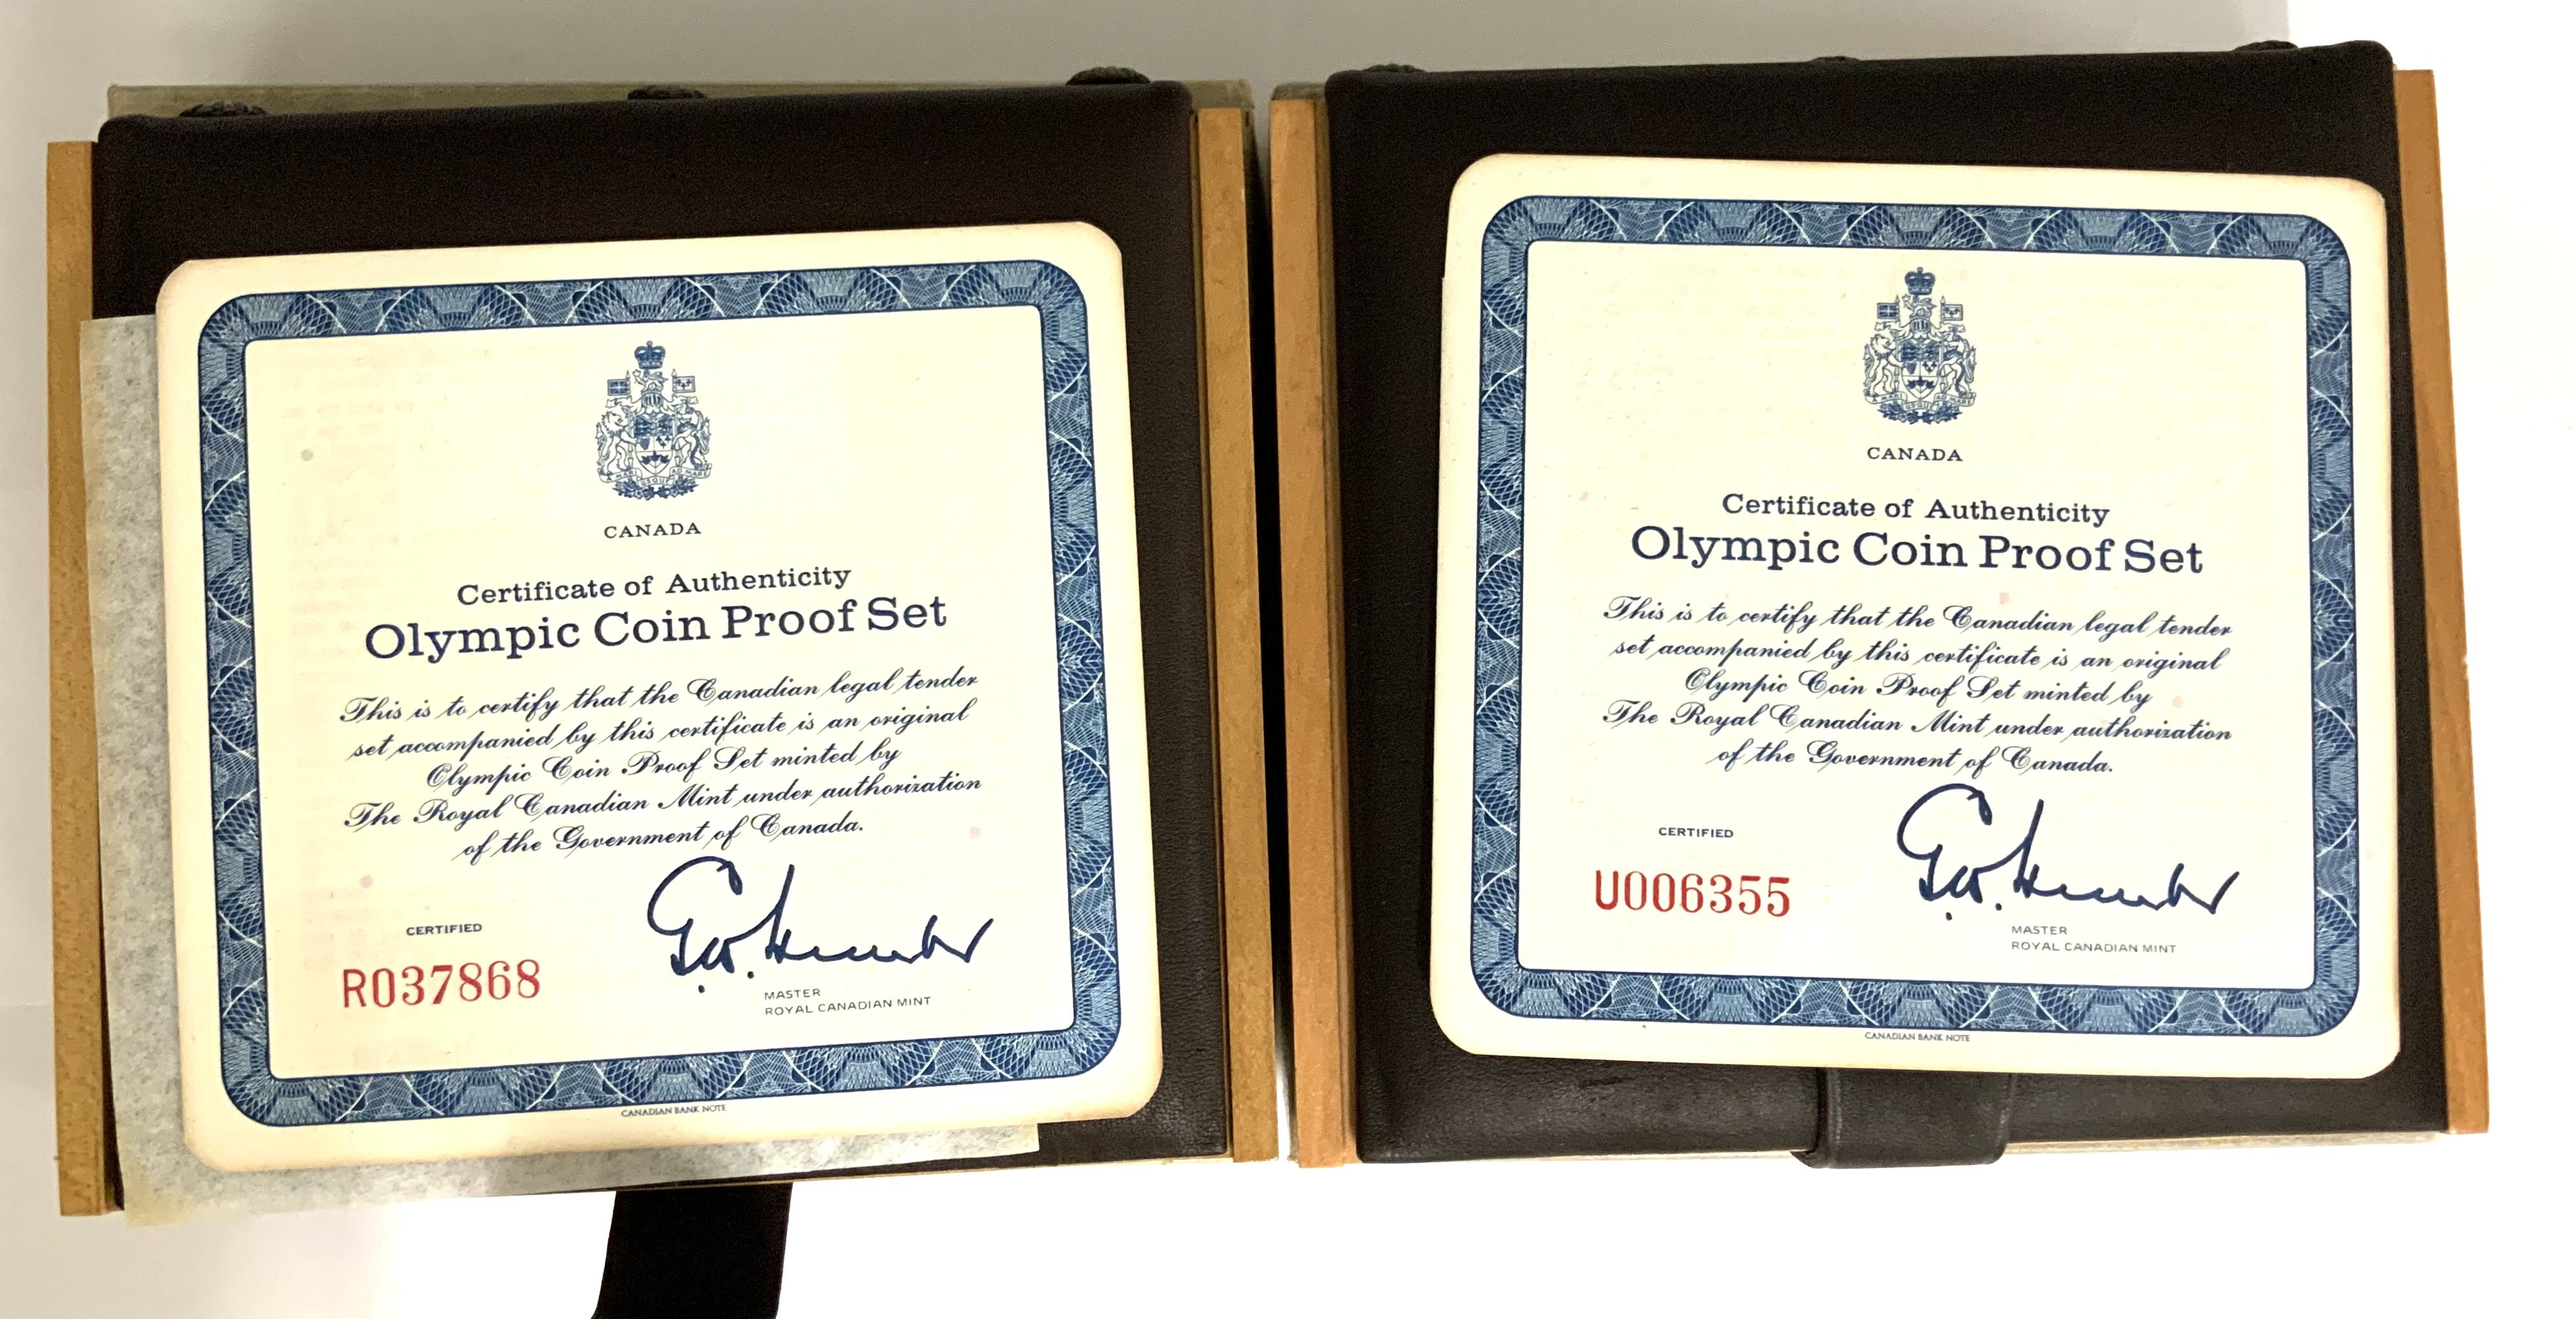 CANADA
Certificate of Authenticity
Olympic Coin Proof Set
This is to certify that the Canadian legal tender
set accompanied by this certificate is an original
Olympic Coin Proof Set minted by
The Royal Canadian Mint under authorization
of the Government of Canada.
CERTIFIED
R037868
MASTER
ROYAL CANADIAN MINT
CANADIAN BANK NOTE
CANADA
Certificate of Authenticity
Olympic Coin Proof Set
This is to certify that the Canadian legal tender
set accompanied by this certificate is an original
Olympic Coin Proof Set minted by
The Royal Canadian Mint under authorization
of the Government of Canada.
CERTIFIED
U006355
MASTER
ROYAL CANADIAN MINT
CANADIAN BANK NOTE